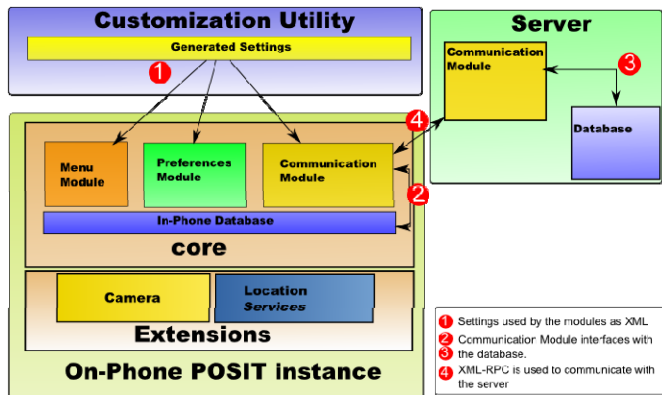 Customization Utility
Generated Settings
1
Server
Communication
Module
3
Database
4
Menu
Module
Preferences
Module
Communication
Module
2
In-Phone Database
core
Camera
Location
Services
Extensions
On-Phone POSIT instance
1 Settings used by the modules as XML
2 Communication Module interfaces with
3 the database.
4 XML-RPC is used to communicate with
the server